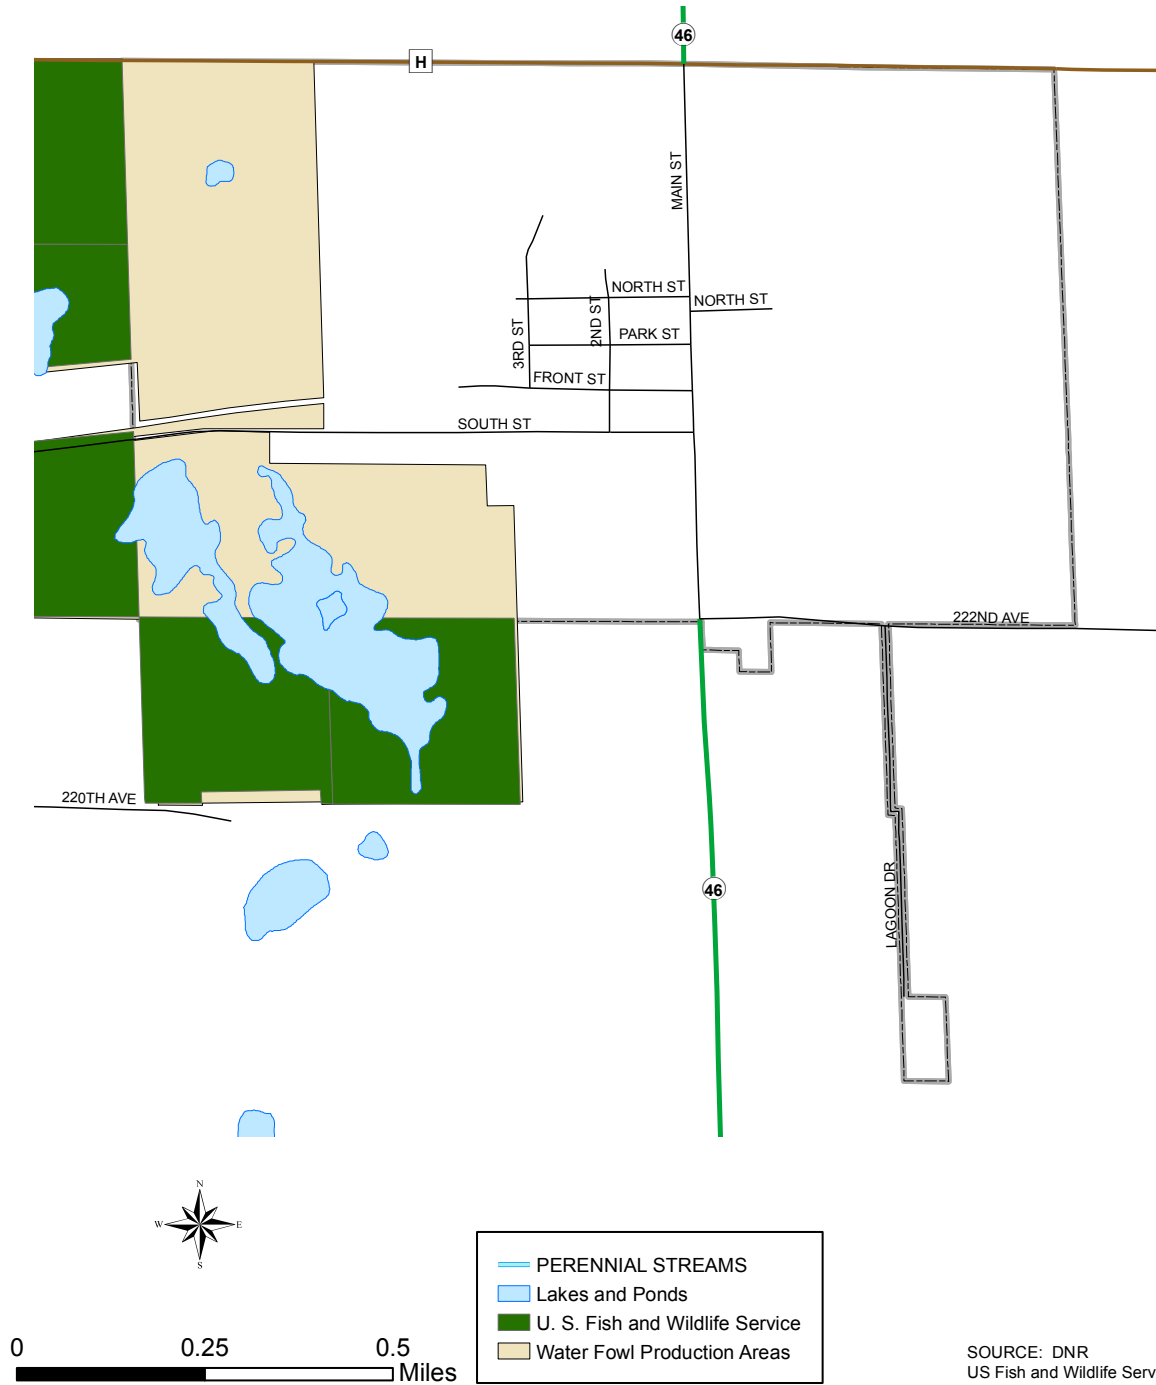 46
H
MAIN ST
NORTH ST
NORTH ST
2ND ST
3RD ST
PARK ST
FRONT ST
SOUTH ST
222ND AVE
220TH AVE
46
LAGOON DR
N
W
E
S
PERENNIAL STREAMS
Lakes and Ponds
U. S. Fish and Wildlife Service
Water Fowl Production Areas
0 0.25 0.5
Miles
SOURCE: DNR
US Fish and Wildlife Serv